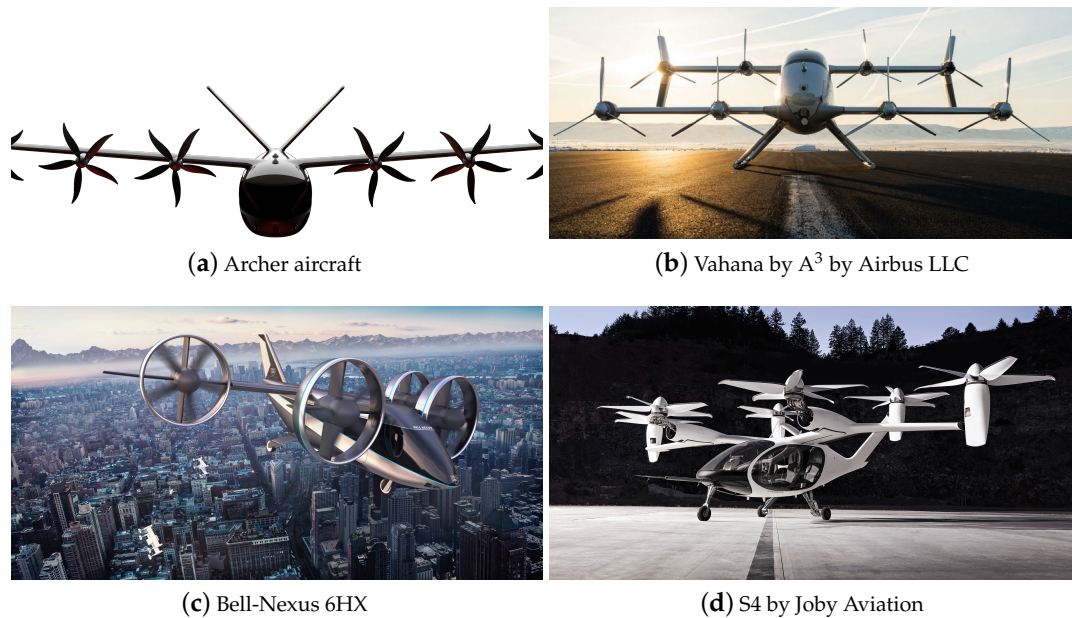 (a) Archer aircraft
(b) Vahana by A³ by Airbus LLC
(c) Bell-Nexus 6HX
(d) S4 by Joby Aviation